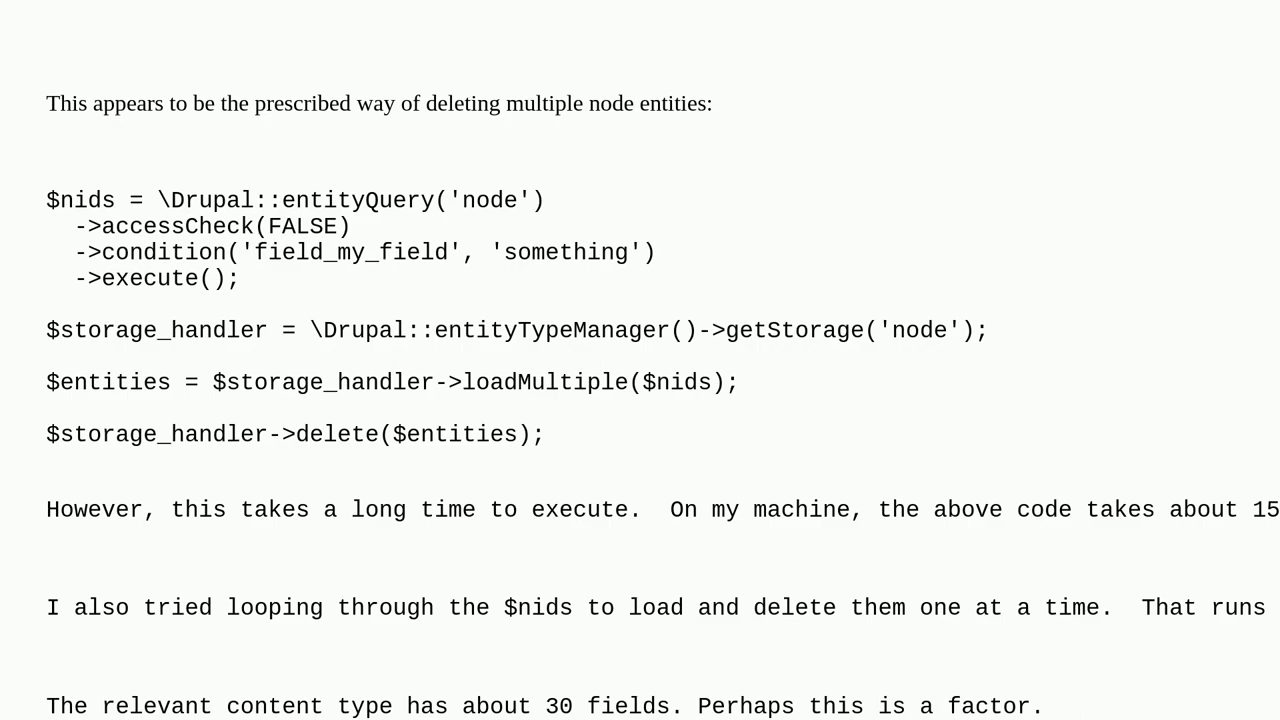 This appears to be the prescribed way of deleting multiple node entities:
$nids = \Drupal::entityQuery('node')
  ->accessCheck(FALSE)
  ->condition('field_my_field', 'something')
  ->execute();
$storage_handler = \Drupal::entityTypeManager()->getStorage('node');
$entities = $storage_handler->loadMultiple($nids);
$storage_handler->delete($entities);
However, this takes a long time to execute.  On my machine, the above code takes about 15
I also tried looping through the $nids to load and delete them one at a time.  That runs
The relevant content type has about 30 fields. Perhaps this is a factor.